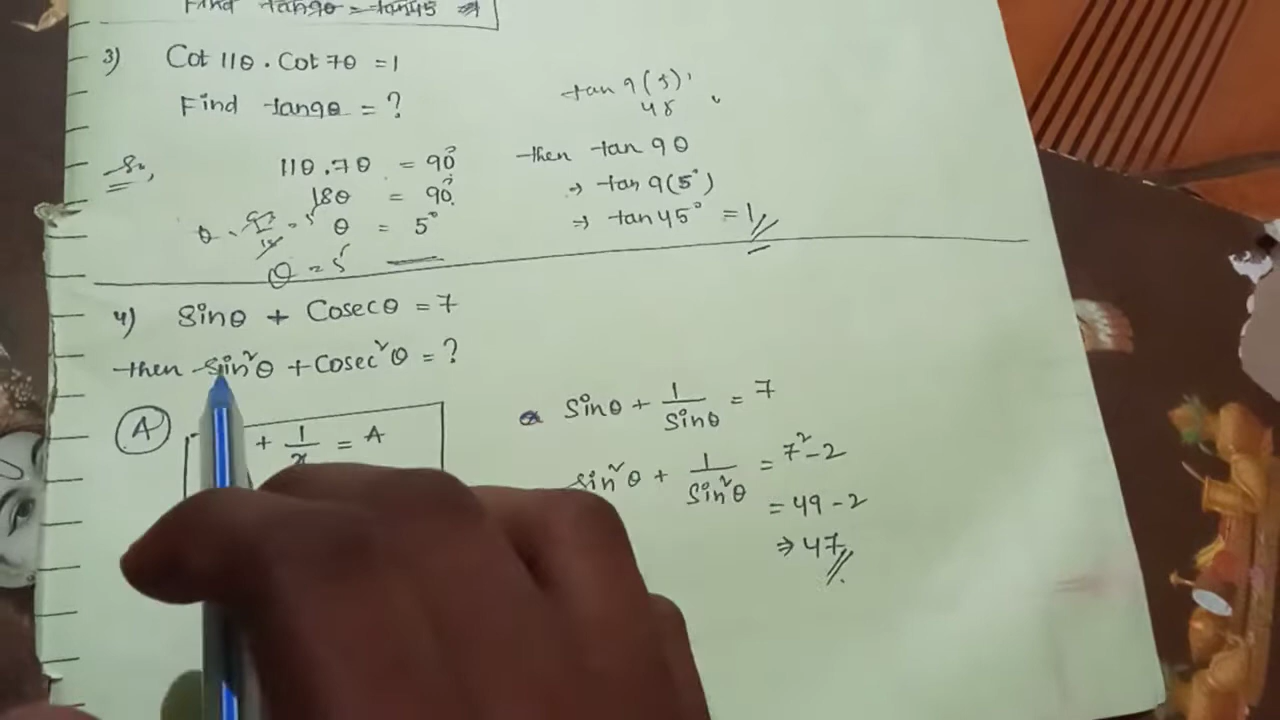 Find tan9θ = tan45
3) Cot 11θ . Cot 7θ = 1
Find tan9θ = ?
tan 9(5)'
45
11θ . 7θ = 90°
18θ = 90°
θ = 5°
θ = 5
then tan 9θ
⇒ tan 9(5°)
⇒ tan 45° = 1
4) Sinθ + Cosecθ = 7
then sin²θ + Cosec²θ = ?
A
+ 1/x = A
Sinθ + 1/Sinθ = 7
sin²θ + 1/Sin²θ = 7² - 2
= 49 - 2
⇒ 47